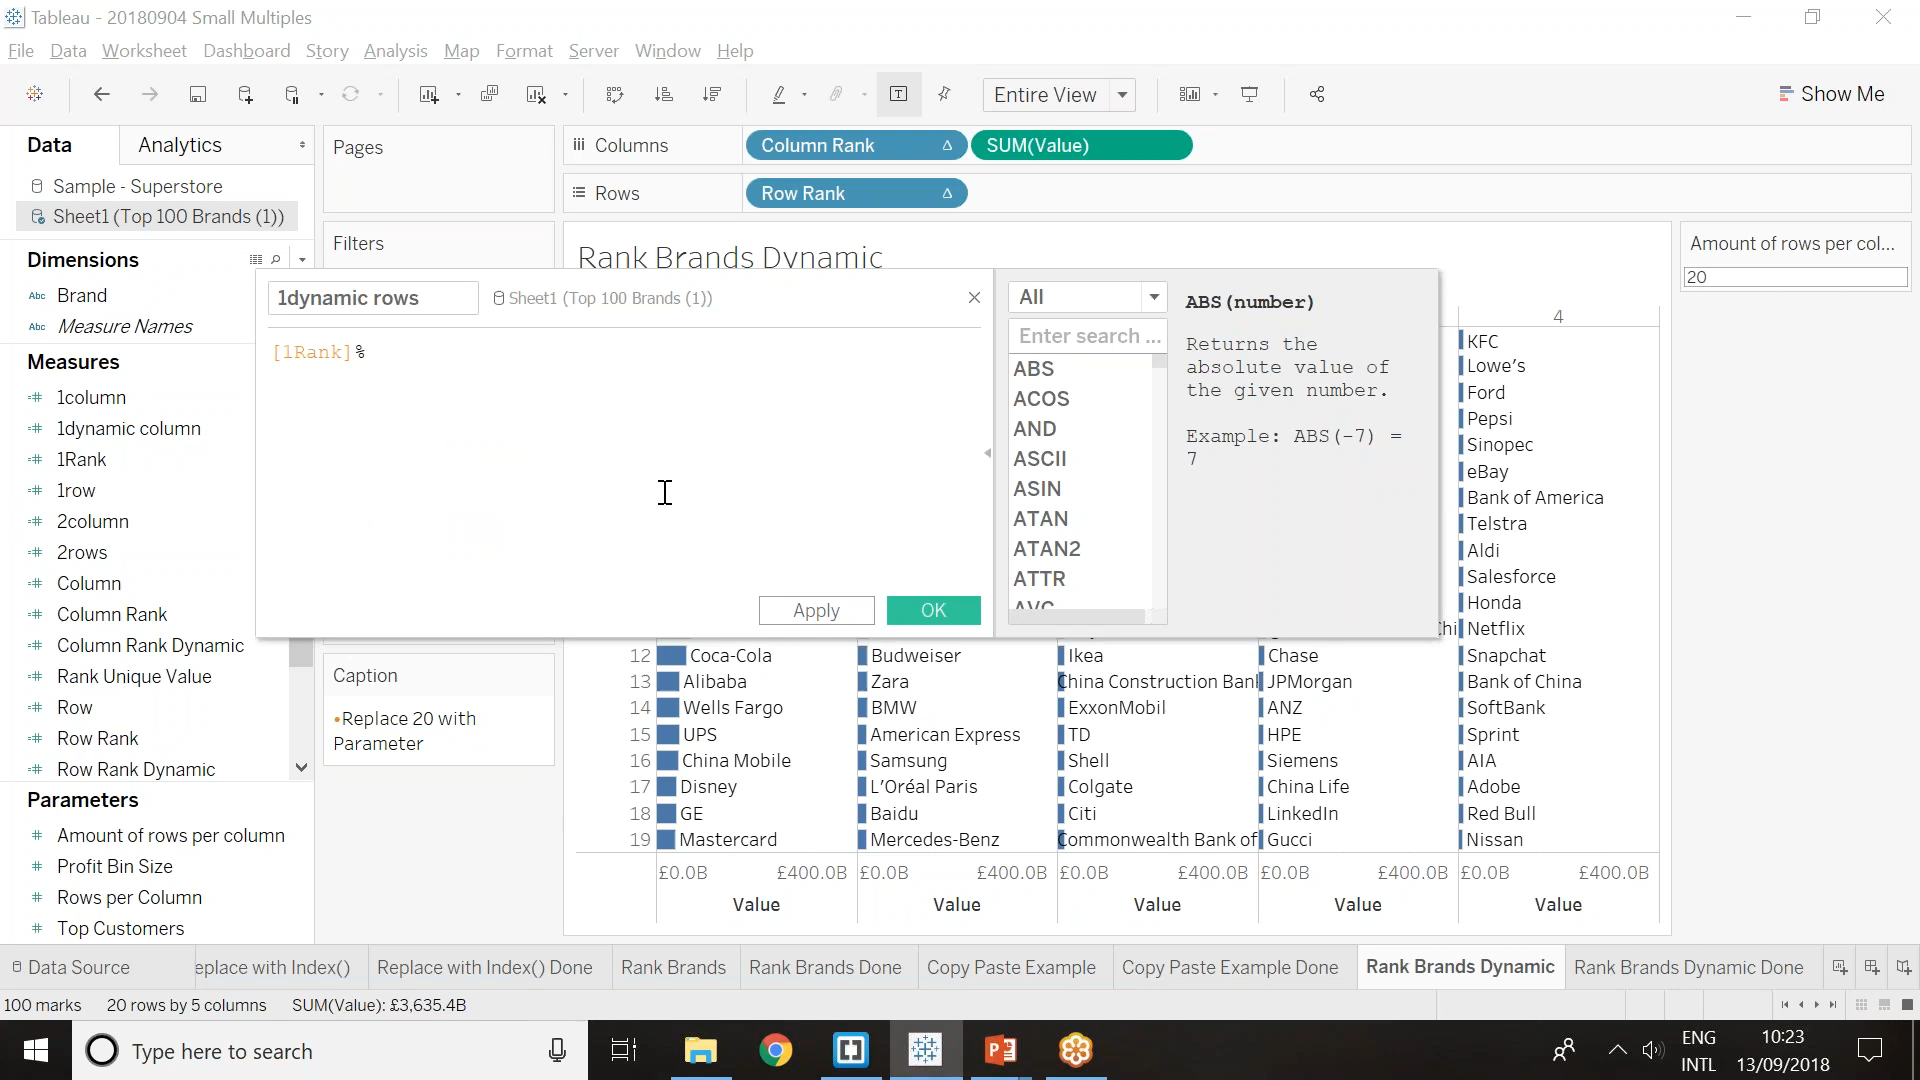 Tableau - 20180904 Small Multiples
File Data Worksheet Dashboard Story Analysis Map Format Server Window Help
Entire View
Show Me
Data
Analytics
Sample - Superstore
Sheet1 (Top 100 Brands (1))
Dimensions
Abc Brand
Abc Measure Names
Measures
1column
1dynamic column
1Rank
1row
2column
2rows
Column
Column Rank
Column Rank Dynamic
Rank Unique Value
Row
Row Rank
Row Rank Dynamic
Parameters
Amount of rows per column
Profit Bin Size
Rows per Column
Top Customers
Pages
Filters
Caption
•Replace 20 with
Parameter
Columns
Column Rank
SUM(Value)
Rows
Row Rank
Rank Brands Dynamic
Amount of rows per col...
20
1dynamic rows
Sheet1 (Top 100 Brands (1))
[1Rank]%
Apply
OK
All
Enter search ...
ABS
ACOS
AND
ASCII
ASIN
ATAN
ATAN2
ATTR
AVG
ABS(number)
Returns the
absolute value of
the given number.
Example: ABS(-7) =
7
4
KFC
Lowe's
Ford
Pepsi
Sinopec
eBay
Bank of America
Telstra
Aldi
Salesforce
Honda
Netflix
12 Coca-Cola Budweiser Ikea Chase Snapchat
13 Alibaba Zara China Construction Ban JPMorgan Bank of China
14 Wells Fargo BMW ExxonMobil ANZ SoftBank
15 UPS American Express TD HPE Sprint
16 China Mobile Samsung Shell Siemens AIA
17 Disney L'Oréal Paris Colgate China Life Adobe
18 GE Baidu Citi LinkedIn Red Bull
19 Mastercard Mercedes-Benz Commonwealth Bank of Gucci Nissan
£0.0B £400.0B £0.0B £400.0B £0.0B £400.0B £0.0B £400.0B £0.0B £400.0B
Value Value Value Value Value
Data Source
eplace with Index()
Replace with Index() Done
Rank Brands
Rank Brands Done
Copy Paste Example
Copy Paste Example Done
Rank Brands Dynamic
Rank Brands Dynamic Done
100 marks 20 rows by 5 columns SUM(Value): £3,635.4B
Type here to search
ENG
INTL
10:23
13/09/2018